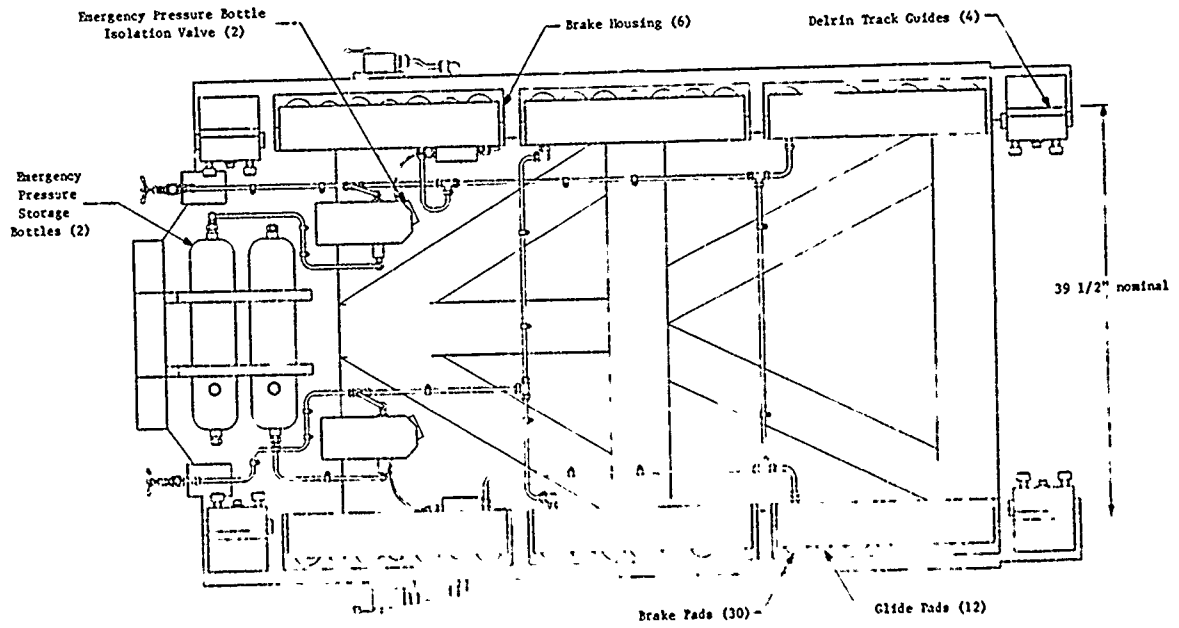 Emergency Pressure Bottle
Isolation Valve (2)
Brake Housing (6)
Delrin Track Guides (4)
Emergency
Pressure
Storage
Bottles (2)
39 1/2" nominal
Brake Pads (30)
Glide Pads (12)